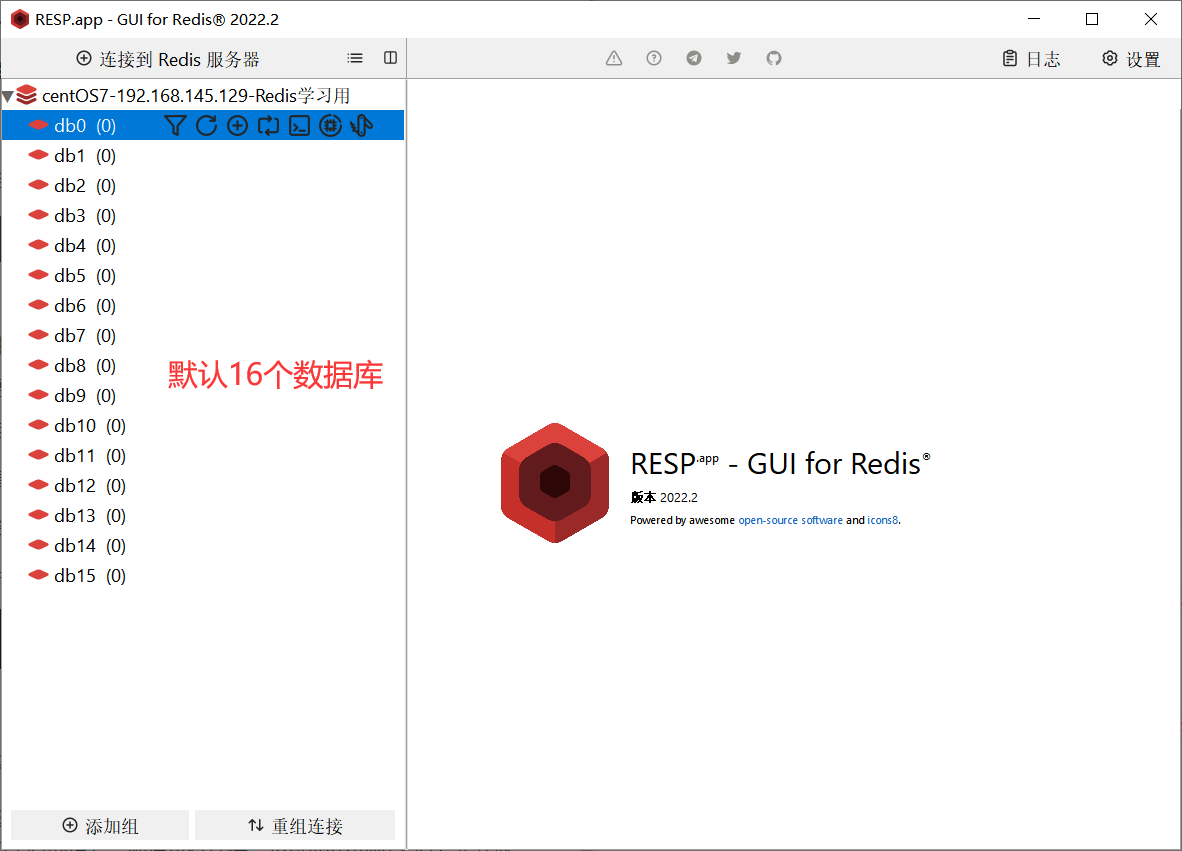 RESP.app - GUI for Redis® 2022.2
连接到 Redis 服务器
日志
设置
centOS7-192.168.145.129-Redis学习用
db0 (0)
db1 (0)
db2 (0)
db3 (0)
db4 (0)
db5 (0)
db6 (0)
db7 (0)
db8 (0)
默认16个数据库
db9 (0)
db10 (0)
db11 (0)
db12 (0)
db13 (0)
db14 (0)
db15 (0)
RESP.app - GUI for Redis®
版本 2022.2
Powered by awesome open-source software and icons8.
添加组
重组连接